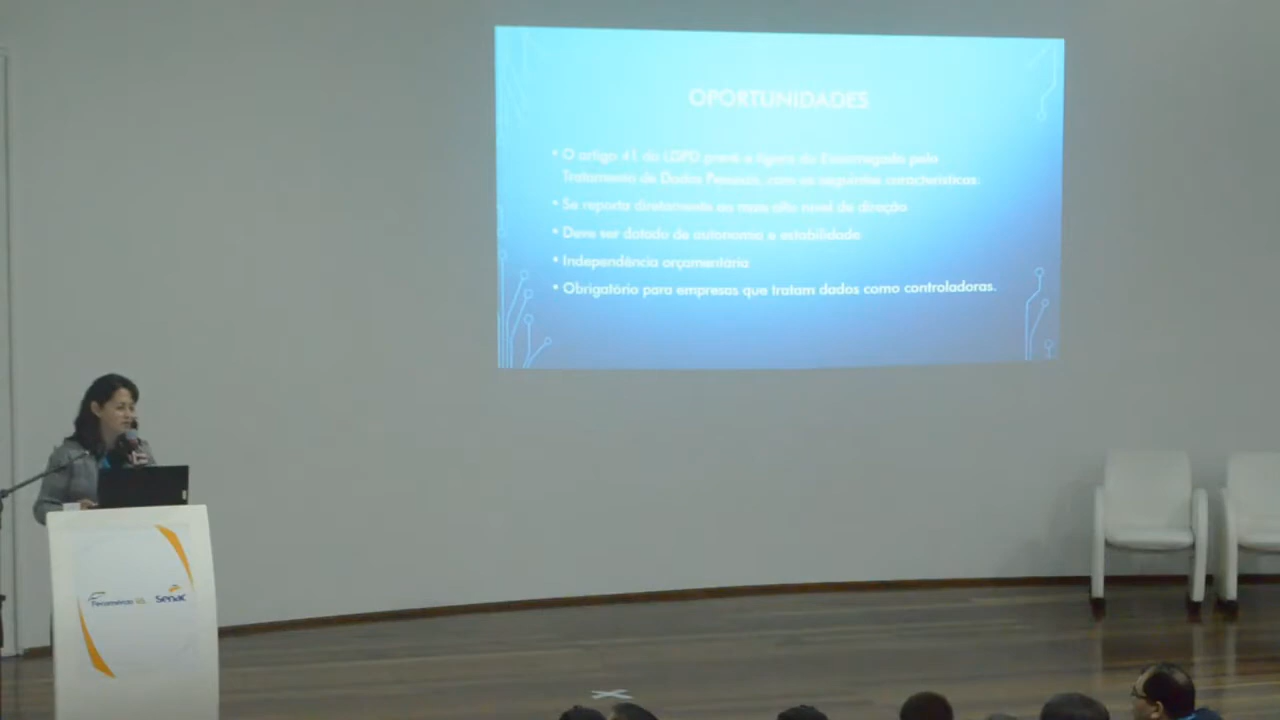 OPORTUNIDADES
• O artigo 41 da LGPD prevê a figura do Encarregado pelo
Tratamento de Dados Pessoais, com as seguintes características:
• Se reporta diretamente ao mais alto nível de direção
• Deve ser dotado de autonomia e estabilidade
• Independência orçamentária
• Obrigatório para empresas que tratam dados como controladoras.
senac